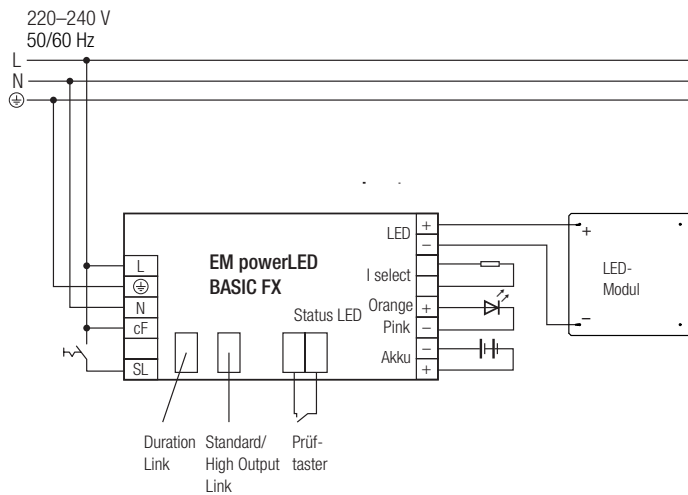 220–240 V
50/60 Hz
L
N
EM powerLED
BASIC FX
L
N
cF
SL
LED
+
−
I select
Orange +
Pink −
Status LED
Akku
−
+
+
−
LED-
Modul
Duration
Link
Standard/
High Output
Link
Prüf-
taster